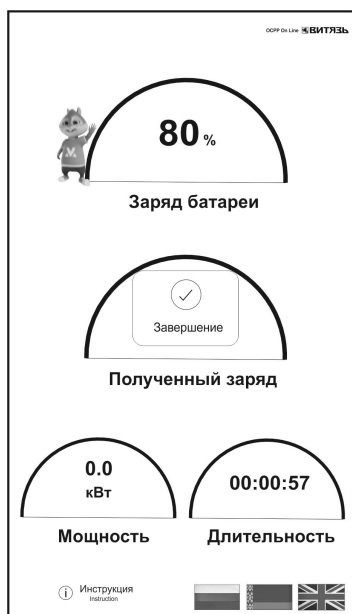 OCPP On Line ВИТЯЗЬ
80 %
Заряд батареи
Завершение
Полученный заряд
0.0
кВт
00:00:57
Мощность
Длительность
Инструкция
Instruction